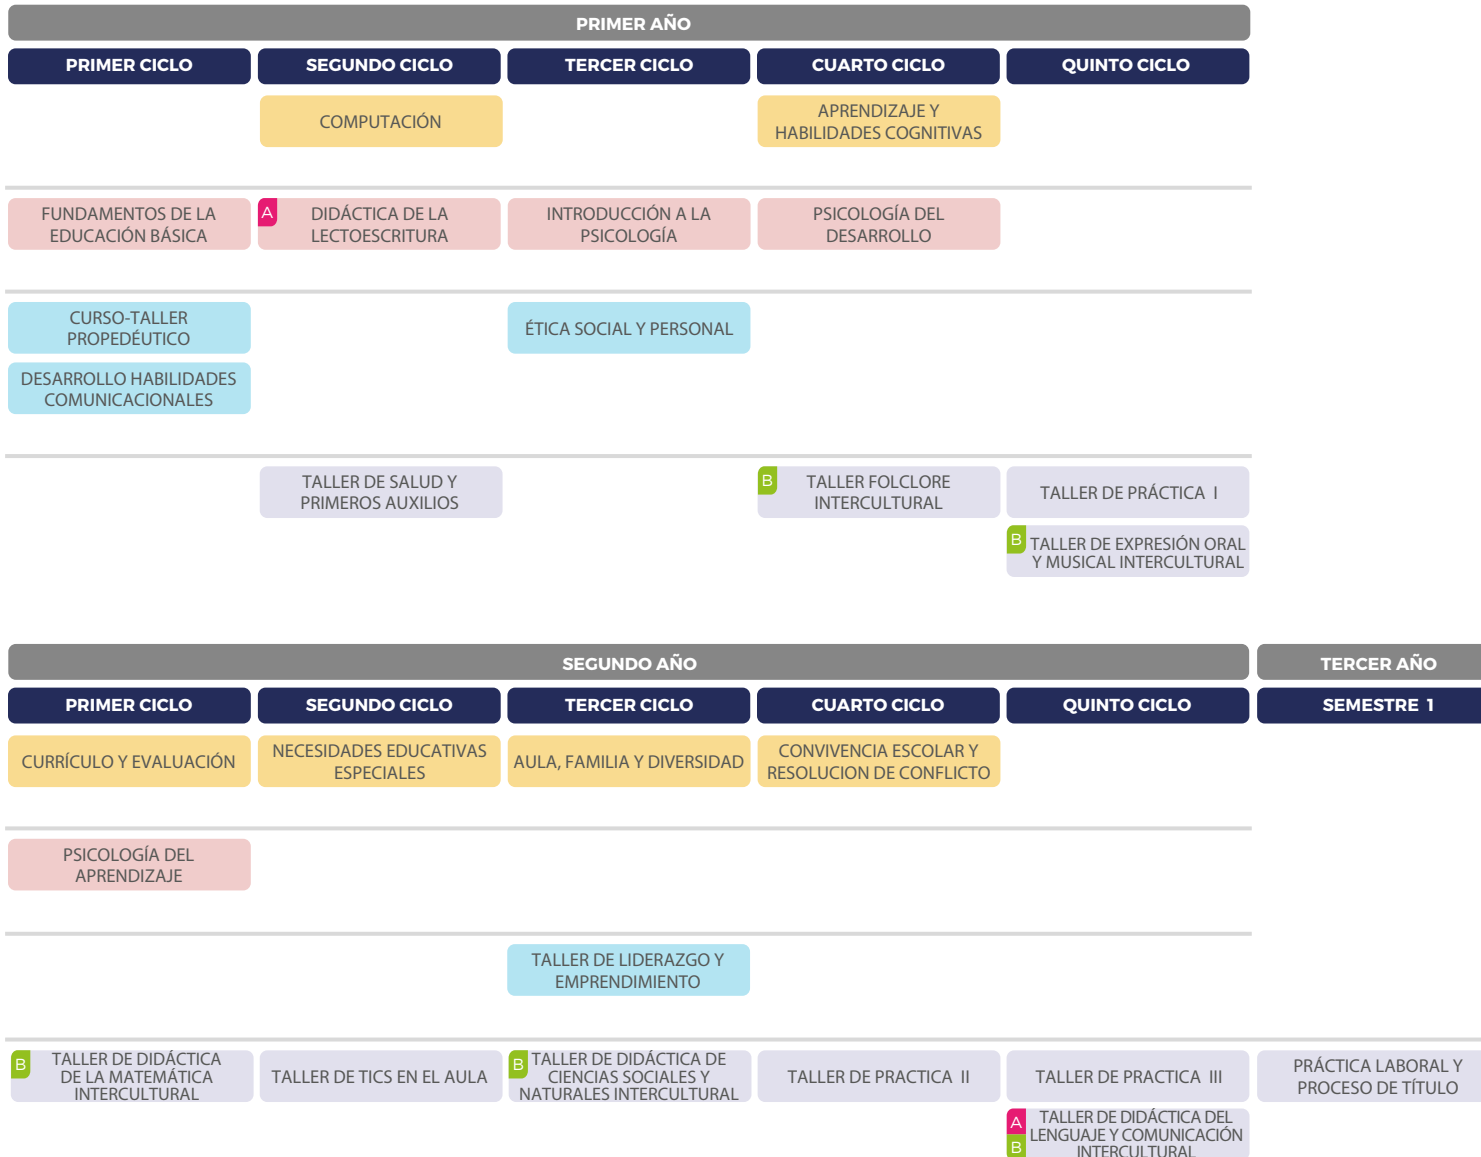 PRIMER AÑO
PRIMER CICLO
SEGUNDO CICLO
TERCER CICLO
CUARTO CICLO
QUINTO CICLO
COMPUTACIÓN
APRENDIZAJE Y
HABILIDADES COGNITIVAS
FUNDAMENTOS DE LA
EDUCACIÓN BÁSICA
A
DIDÁCTICA DE LA
LECTOESCRITURA
INTRODUCCIÓN A LA
PSICOLOGÍA
PSICOLOGÍA DEL
DESARROLLO
CURSO-TALLER
PROPEDÉUTICO
ÉTICA SOCIAL Y PERSONAL
DESARROLLO HABILIDADES
COMUNICACIONALES
TALLER DE SALUD Y
PRIMEROS AUXILIOS
B
TALLER FOLCLORE
INTERCULTURAL
TALLER DE PRÁCTICA I
B
TALLER DE EXPRESIÓN ORAL
Y MUSICAL INTERCULTURAL
SEGUNDO AÑO
TERCER AÑO
PRIMER CICLO
SEGUNDO CICLO
TERCER CICLO
CUARTO CICLO
QUINTO CICLO
SEMESTRE 1
CURRÍCULO Y EVALUACIÓN
NECESIDADES EDUCATIVAS
ESPECIALES
AULA, FAMILIA Y DIVERSIDAD
CONVIVENCIA ESCOLAR Y
RESOLUCION DE CONFLICTO
PSICOLOGÍA DEL
APRENDIZAJE
TALLER DE LIDERAZGO Y
EMPRENDIMIENTO
B
TALLER DE DIDÁCTICA
DE LA MATEMÁTICA
INTERCULTURAL
TALLER DE TICS EN EL AULA
B
TALLER DE DIDÁCTICA DE
CIENCIAS SOCIALES Y
NATURALES INTERCULTURAL
TALLER DE PRACTICA II
TALLER DE PRACTICA III
PRÁCTICA LABORAL Y
PROCESO DE TÍTULO
A
B
TALLER DE DIDÁCTICA DEL
LENGUAJE Y COMUNICACIÓN
INTERCULTURAL